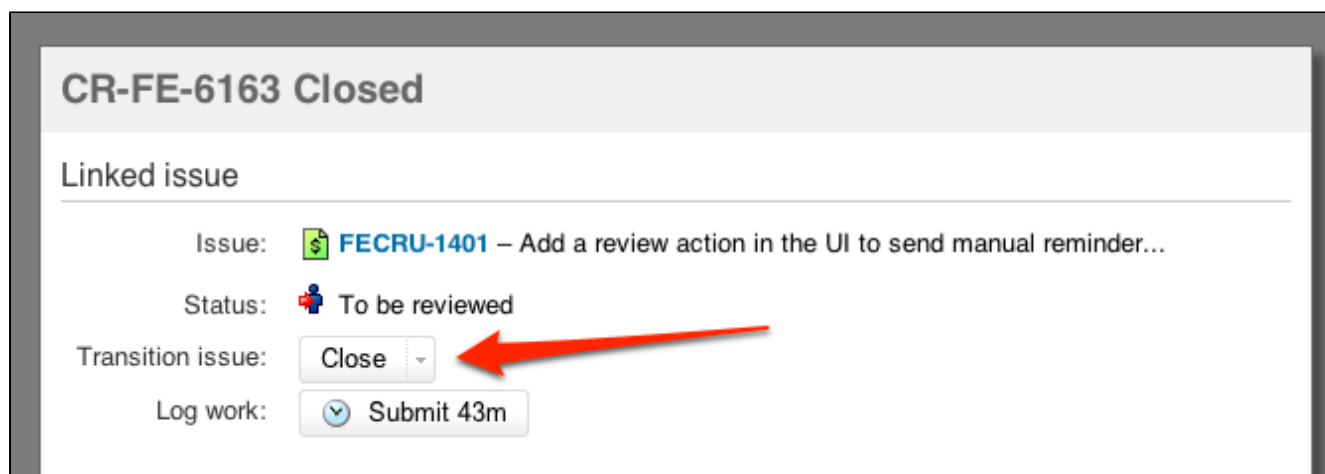 CR-FE-6163 Closed
Linked issue
Issue: FECRU-1401 – Add a review action in the UI to send manual reminder...
Status: To be reviewed
Transition issue: Close
Log work: Submit 43m